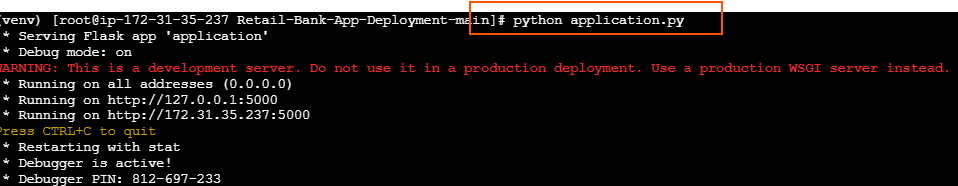 (venv) [root@ip-172-31-35-237 Retail-Bank-App-Deployment-main]# python application.py
* Serving Flask app 'application'
* Debug mode: on
WARNING: This is a development server. Do not use it in a production deployment. Use a production WSGI server instead.
* Running on all addresses (0.0.0.0)
* Running on http://127.0.0.1:5000
* Running on http://172.31.35.237:5000
Press CTRL+C to quit
* Restarting with stat
* Debugger is active!
* Debugger PIN: 812-697-233